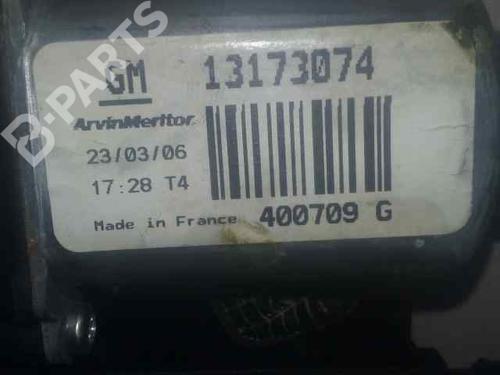 B-PARTS
GM 13173074
ArvinMeritor
23/03/06
17:28 T4
Made in France 400709 G